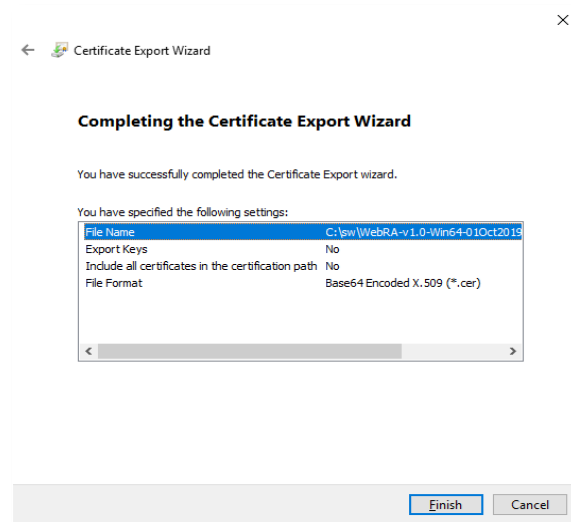 Certificate Export Wizard
Completing the Certificate Export Wizard
You have successfully completed the Certificate Export wizard.
You have specified the following settings:
File Name C:\sw\WebRA-v1.0-Win64-01Oct2019
Export Keys No
Include all certificates in the certification path No
File Format Base64 Encoded X.509 (*.cer)
Finish Cancel